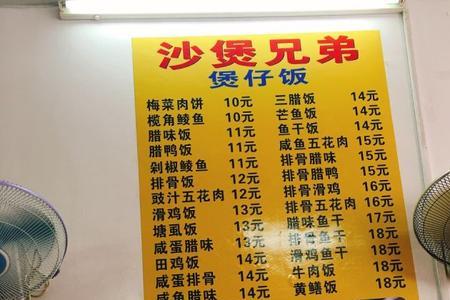 沙煲兄弟
煲仔饭
梅菜肉饼 10元
榄角鲮鱼 10元
腊味饭 11元
腊鸭饭 11元
剁椒鲮鱼 11元
排骨饭 12元
豉汁五花肉 12元
滑鸡饭 13元
塘虱饭 13元
咸蛋腊味 13元
田鸡饭 14元
咸蛋排骨 14元
咸鱼腊味 14元
三腊饭 14元
芒鱼饭 14元
鱼干饭 14元
咸鱼五花肉 15元
排骨腊味 15元
排骨腊鸭 15元
排骨滑鸡 16元
排骨五花肉 16元
腊味鱼干 17元
排骨鱼干 18元
滑鸡鱼干 18元
牛肉饭 18元
黄鳝饭 18元